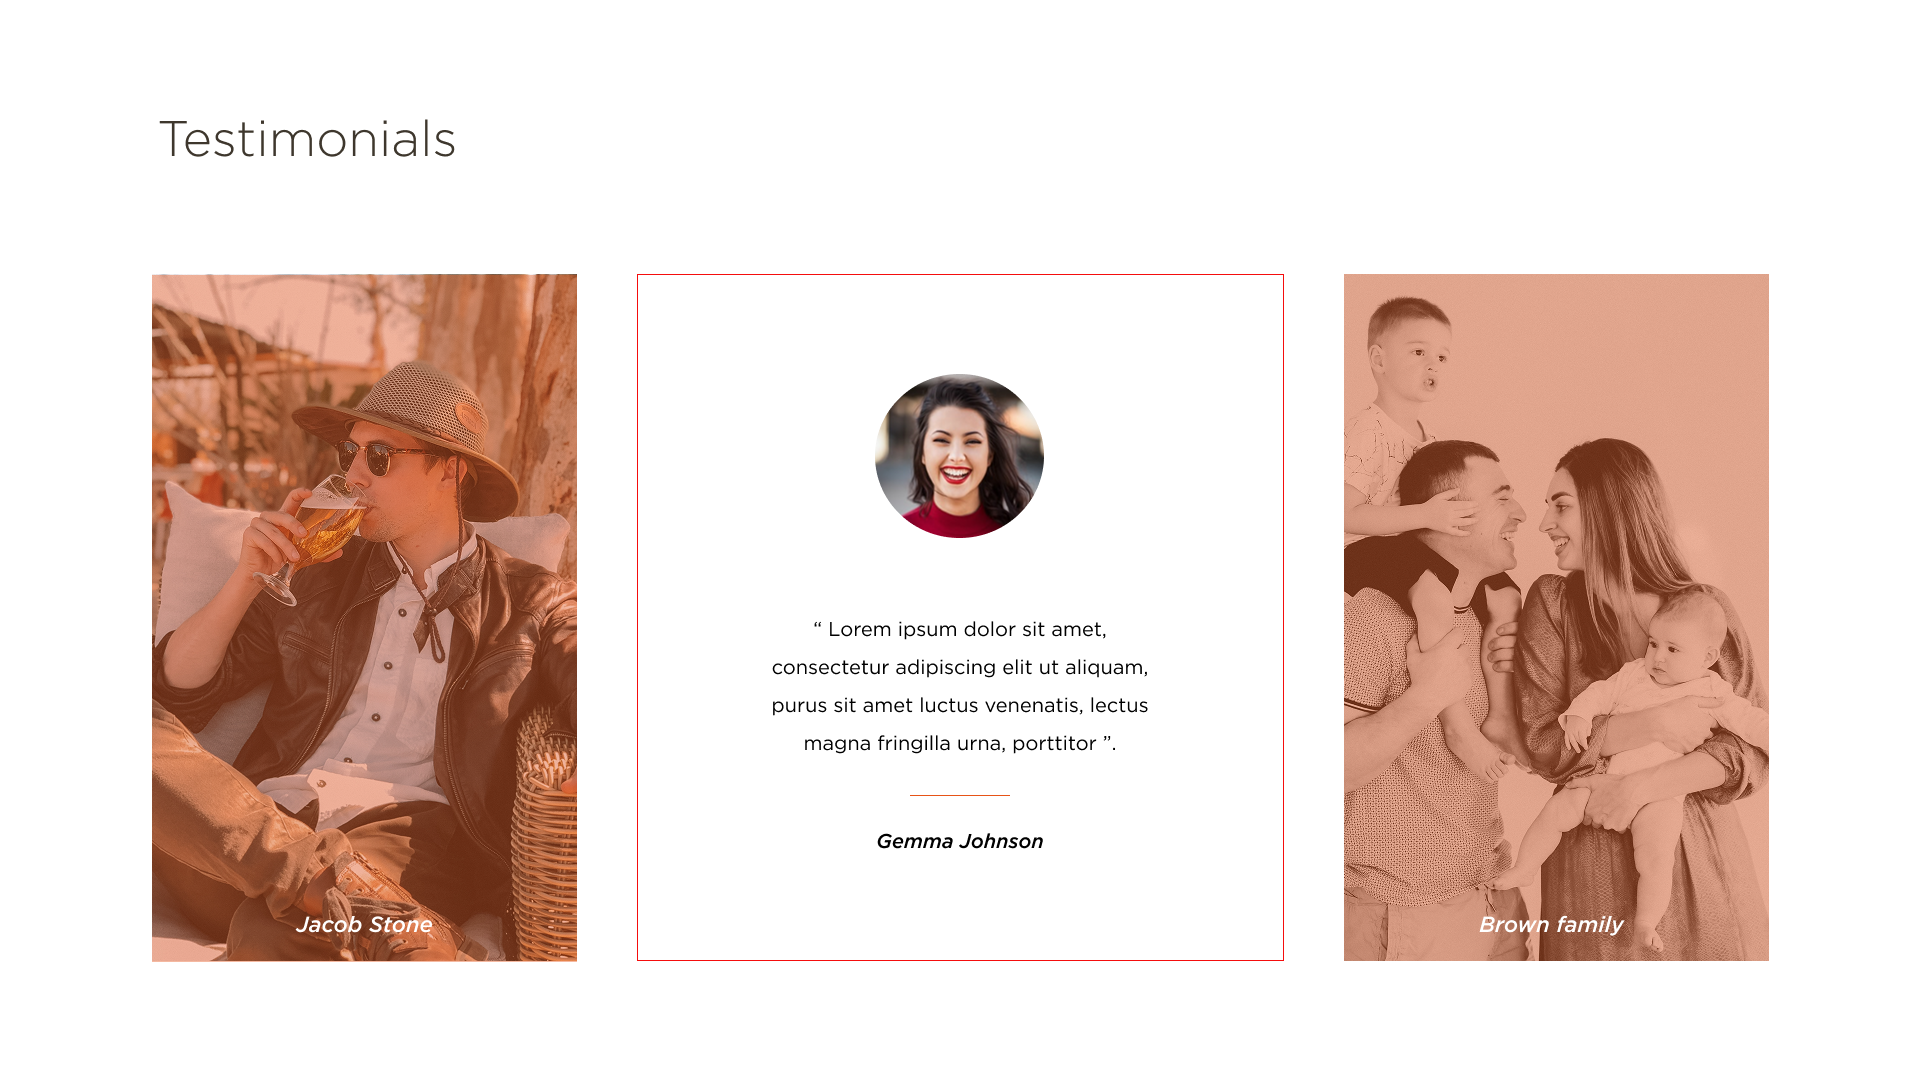 Testimonials
“ Lorem ipsum dolor sit amet,
consectetur adipiscing elit ut aliquam,
purus sit amet luctus venenatis, lectus
magna fringilla urna, porttitor ”.
Gemma Johnson
Jacob Stone
Brown family